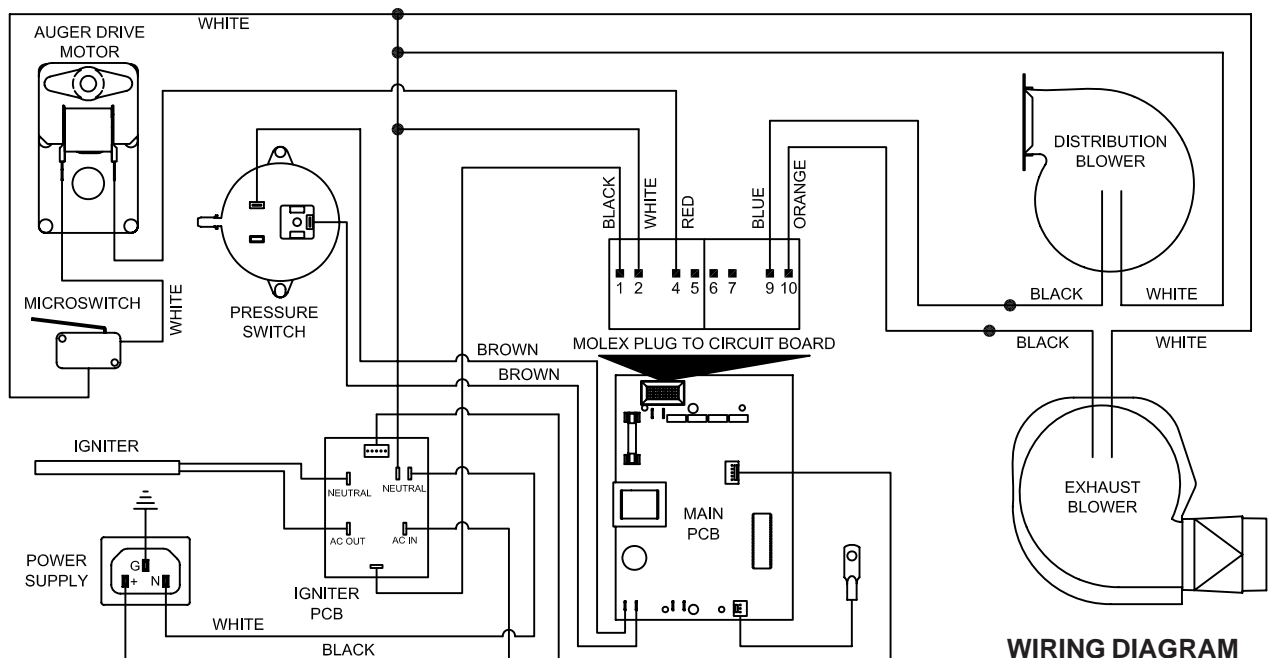 WHITE
AUGER DRIVE
MOTOR
DISTRIBUTION
BLOWER
BLACK
WHITE
RED
BLUE
ORANGE
1 2 4 5 6 7 9 10
MICROSWITCH
WHITE
PRESSURE
SWITCH
BLACK
WHITE
MOLEX PLUG TO CIRCUIT BOARD
BLACK
WHITE
BROWN
BROWN
IGNITER
NEUTRAL
NEUTRAL
AC OUT
AC IN
MAIN
PCB
EXHAUST
BLOWER
POWER
SUPPLY
G
+ N
IGNITER
PCB
WHITE
BLACK
WIRING DIAGRAM